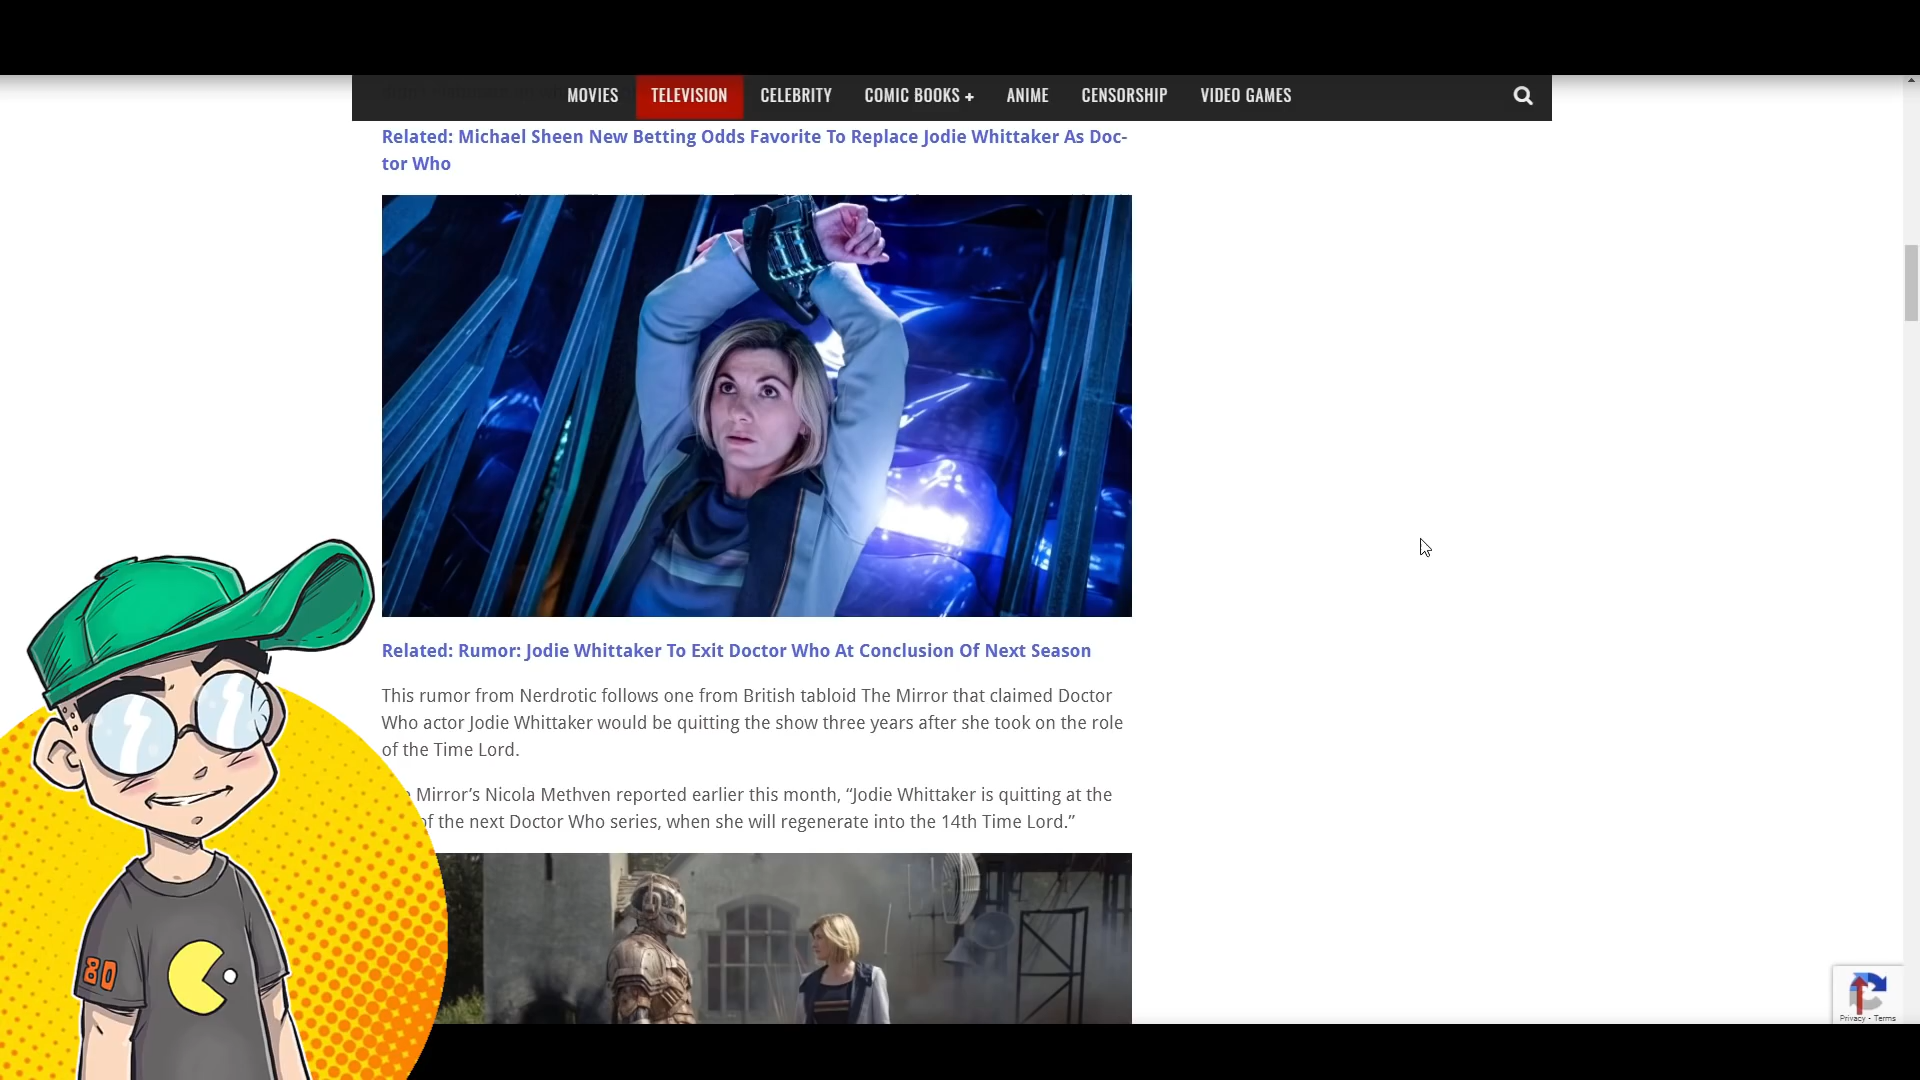 MOVIES TELEVISION CELEBRITY COMIC BOOKS + ANIME CENSORSHIP VIDEO GAMES
Related: Michael Sheen New Betting Odds Favorite To Replace Jodie Whittaker As Doc-
tor Who
Related: Rumor: Jodie Whittaker To Exit Doctor Who At Conclusion Of Next Season
This rumor from Nerdrotic follows one from British tabloid The Mirror that claimed Doctor
Who actor Jodie Whittaker would be quitting the show three years after she took on the role
of the Time Lord.
Mirror’s Nicola Methven reported earlier this month, “Jodie Whittaker is quitting at the
of the next Doctor Who series, when she will regenerate into the 14th Time Lord.”
80
Privacy - Terms